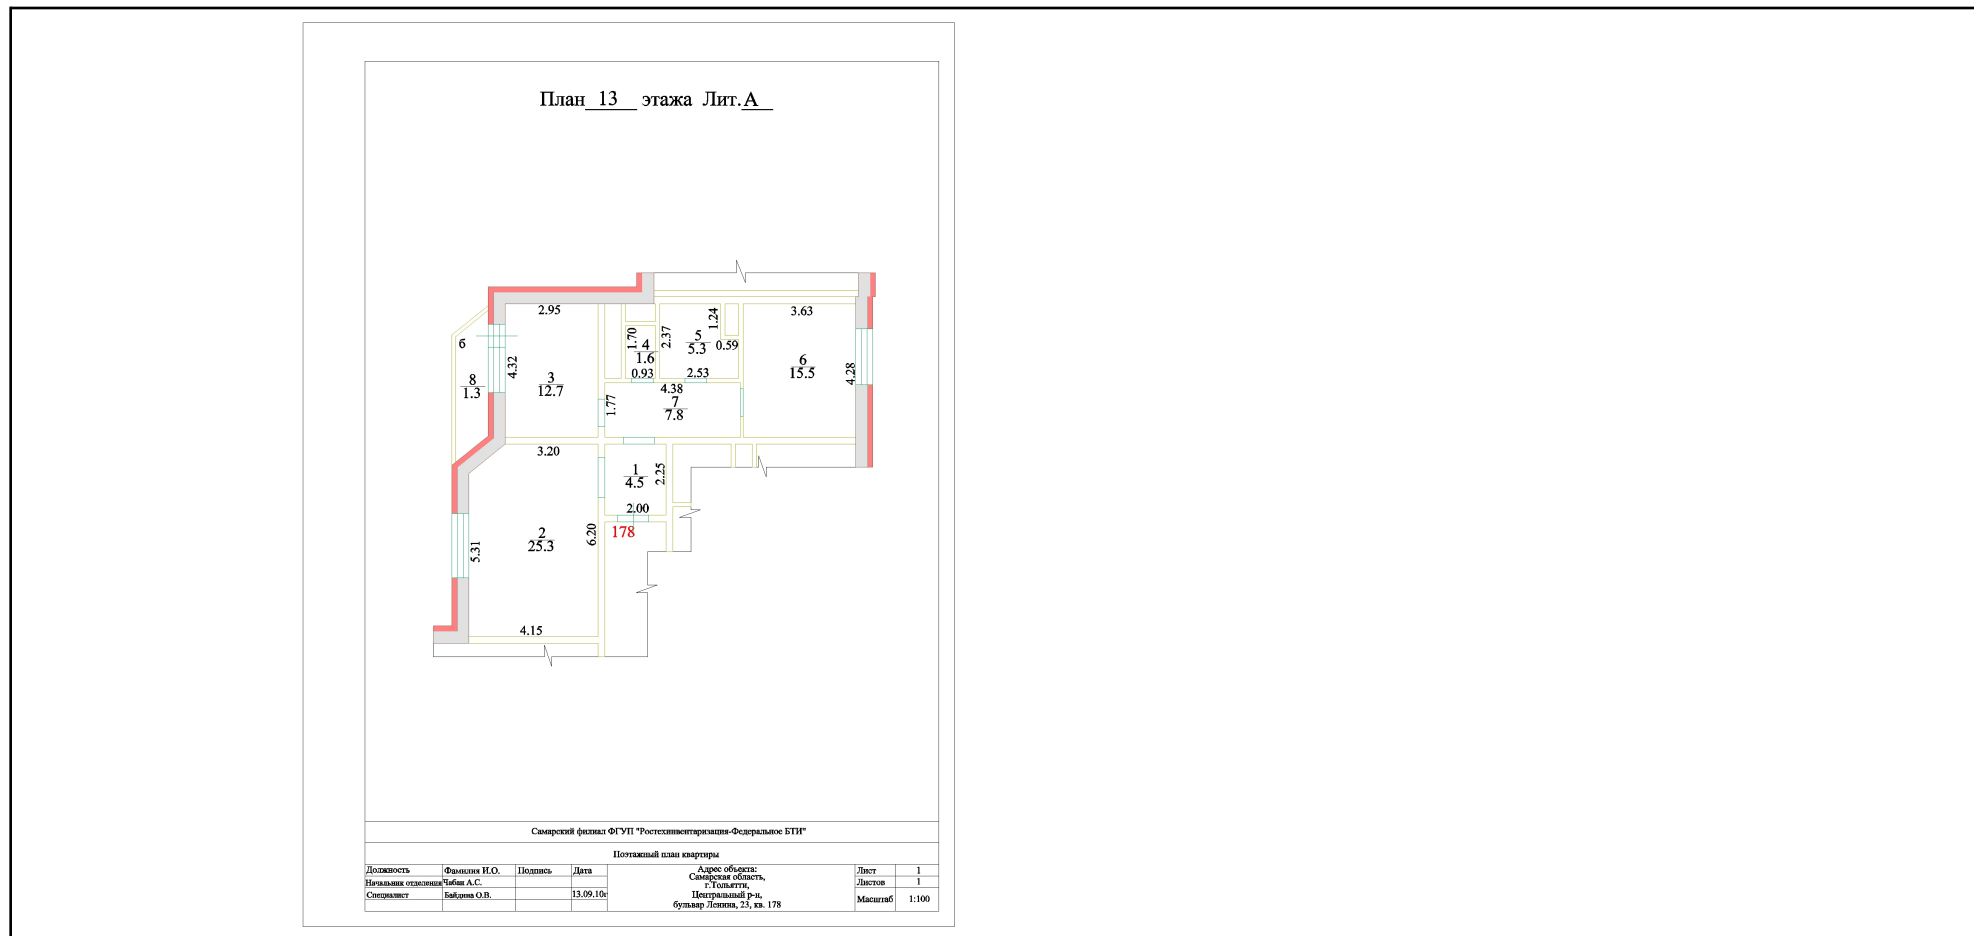 План 13 этажа Лит. А
2.95
3.63
1.24
1.70
2.37
б
4
1.6
5
5.3
0.59
6
15.5
4.32
4.28
8
1.3
3
12.7
0.93
2.53
4.38
1.77
7
7.8
3.20
1
4.5
2.25
2.00
178
2
25.3
6.20
5.31
4.15
Самарский филиал ФГУП "Ростехинвентаризация-Федеральное БТИ"
Поэтажный план квартиры
Должность Фамилия И.О. Подпись Дата
Начальник отделения Чабан А.С.
Специалист Байдина О.В. 13.09.10г
Адрес объекта:
Самарская область,
г.Тольятти,
Центральный р-н,
бульвар Ленина, 23, кв. 178
Лист 1
Листов 1
Масштаб 1:100